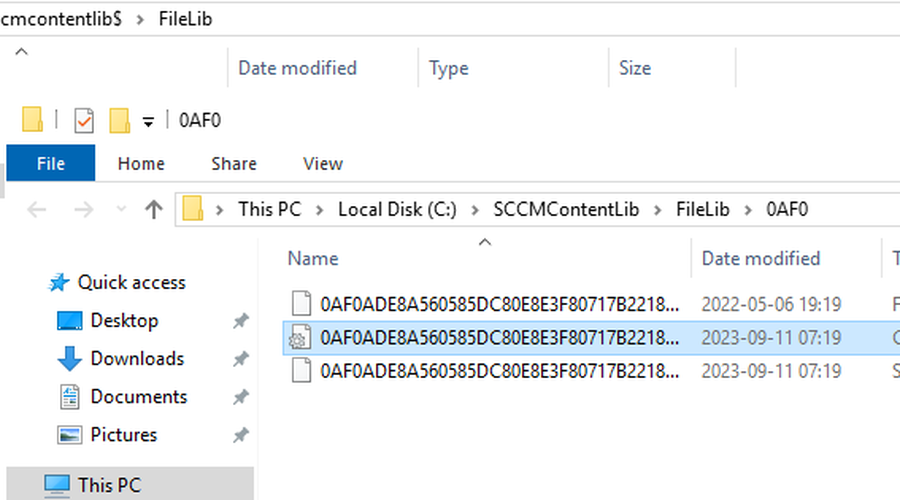 cmcontentlib$ > FileLib
Date modified Type Size
0AF0
File Home Share View
This PC > Local Disk (C:) > SCCMContentLib > FileLib > 0AF0
Name Date modified
Quick access
Desktop
Downloads
Documents
Pictures
This PC
0AF0ADE8A560585DC80E8E3F80717B2218... 2022-05-06 19:19
0AF0ADE8A560585DC80E8E3F80717B2218... 2023-09-11 07:19
0AF0ADE8A560585DC80E8E3F80717B2218... 2023-09-11 07:19